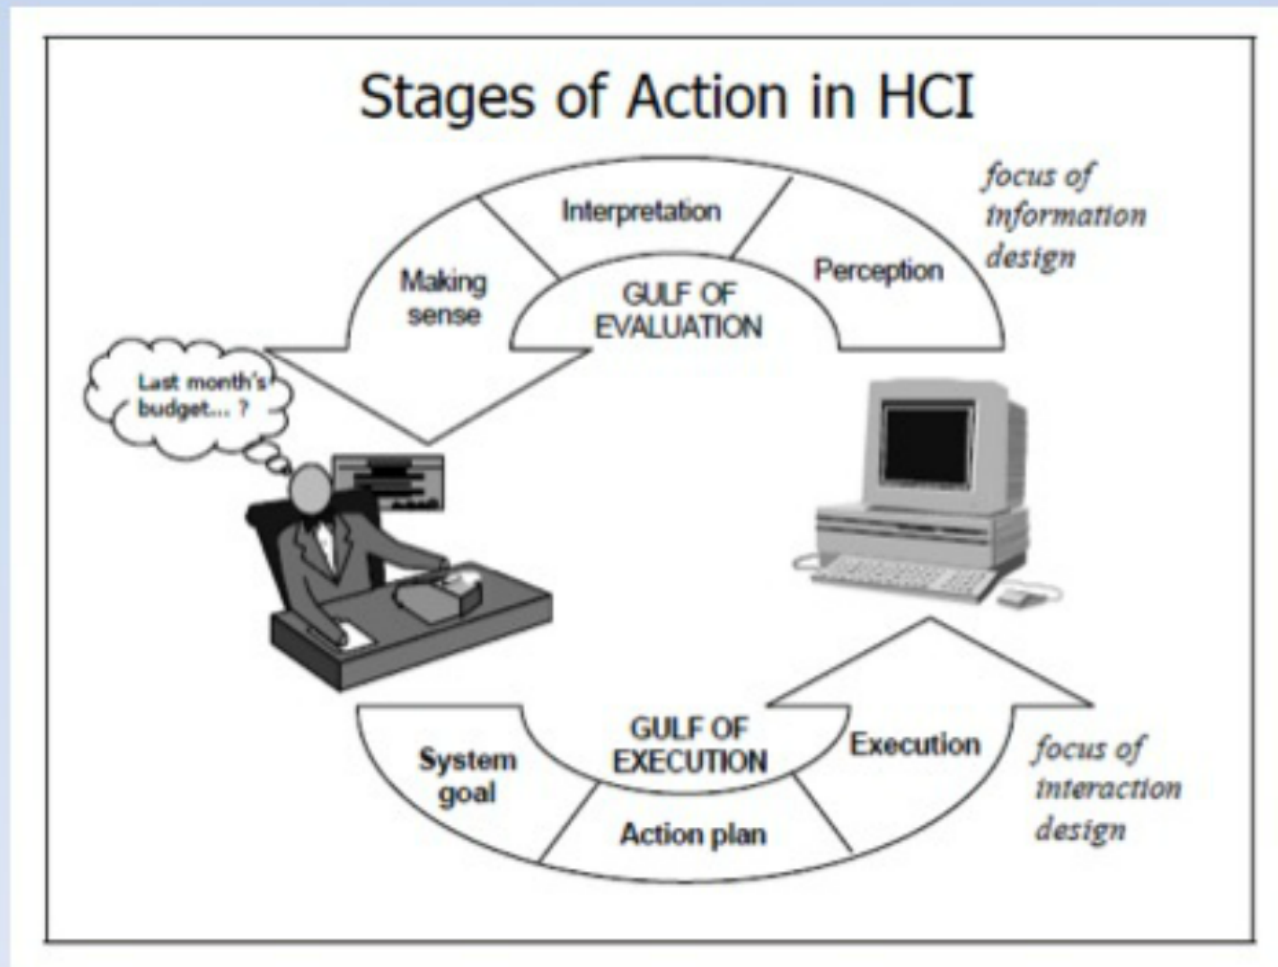 Stages of Action in HCI
focus of
information
design
Interpretation
Perception
Making
sense
GULF OF
EVALUATION
Last month's
budget... ?
GULF OF
EXECUTION
System
goal
Action plan
Execution
focus of
interaction
design